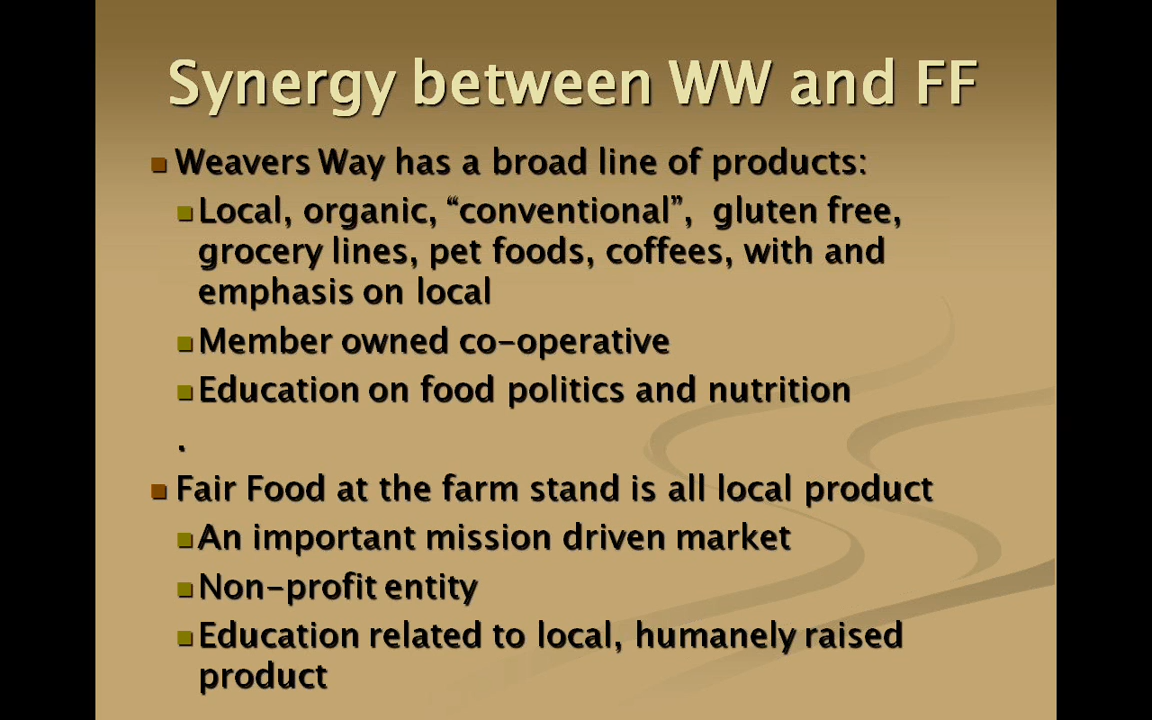 Synergy between WW and FF
Weavers Way has a broad line of products:
Local, organic, “conventional”, gluten free,
grocery lines, pet foods, coffees, with and
emphasis on local
Member owned co-operative
Education on food politics and nutrition
.
Fair Food at the farm stand is all local product
An important mission driven market
Non-profit entity
Education related to local, humanely raised
product